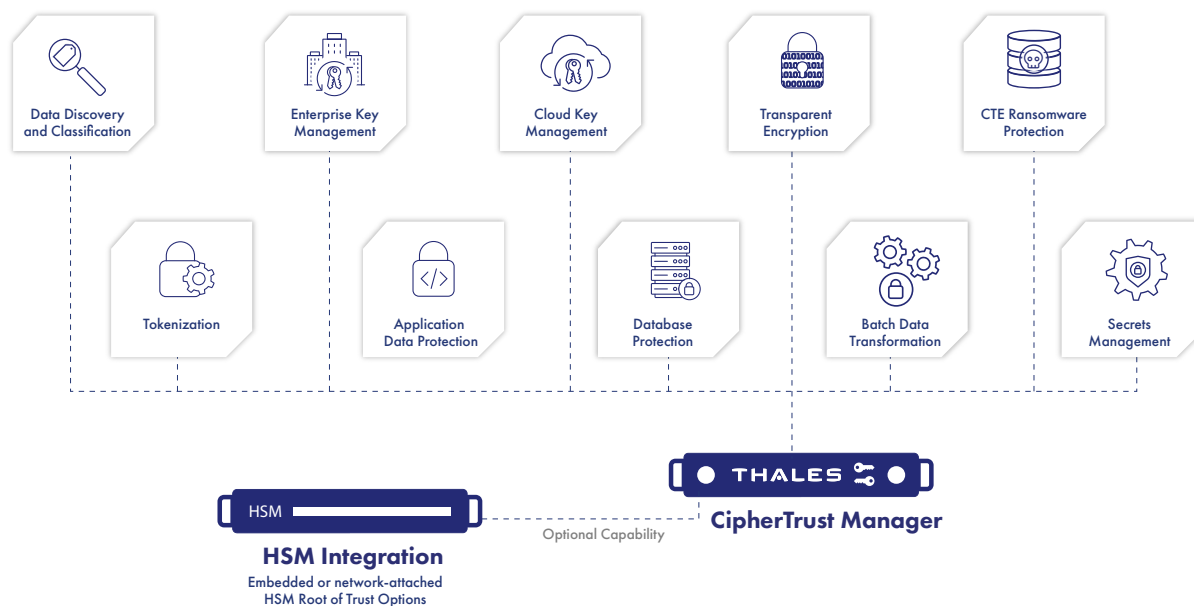 Data Discovery
and Classification
Enterprise Key
Management
Cloud Key
Management
01010010
10001010
Transparent
Encryption
CTE Ransomware
Protection
Tokenization
</>
Application
Data Protection
Database
Protection
Batch Data
Transformation
Secrets
Management
THALES
CipherTrust Manager
HSM
Optional Capability
HSM Integration
Embedded or network-attached
HSM Root of Trust Options